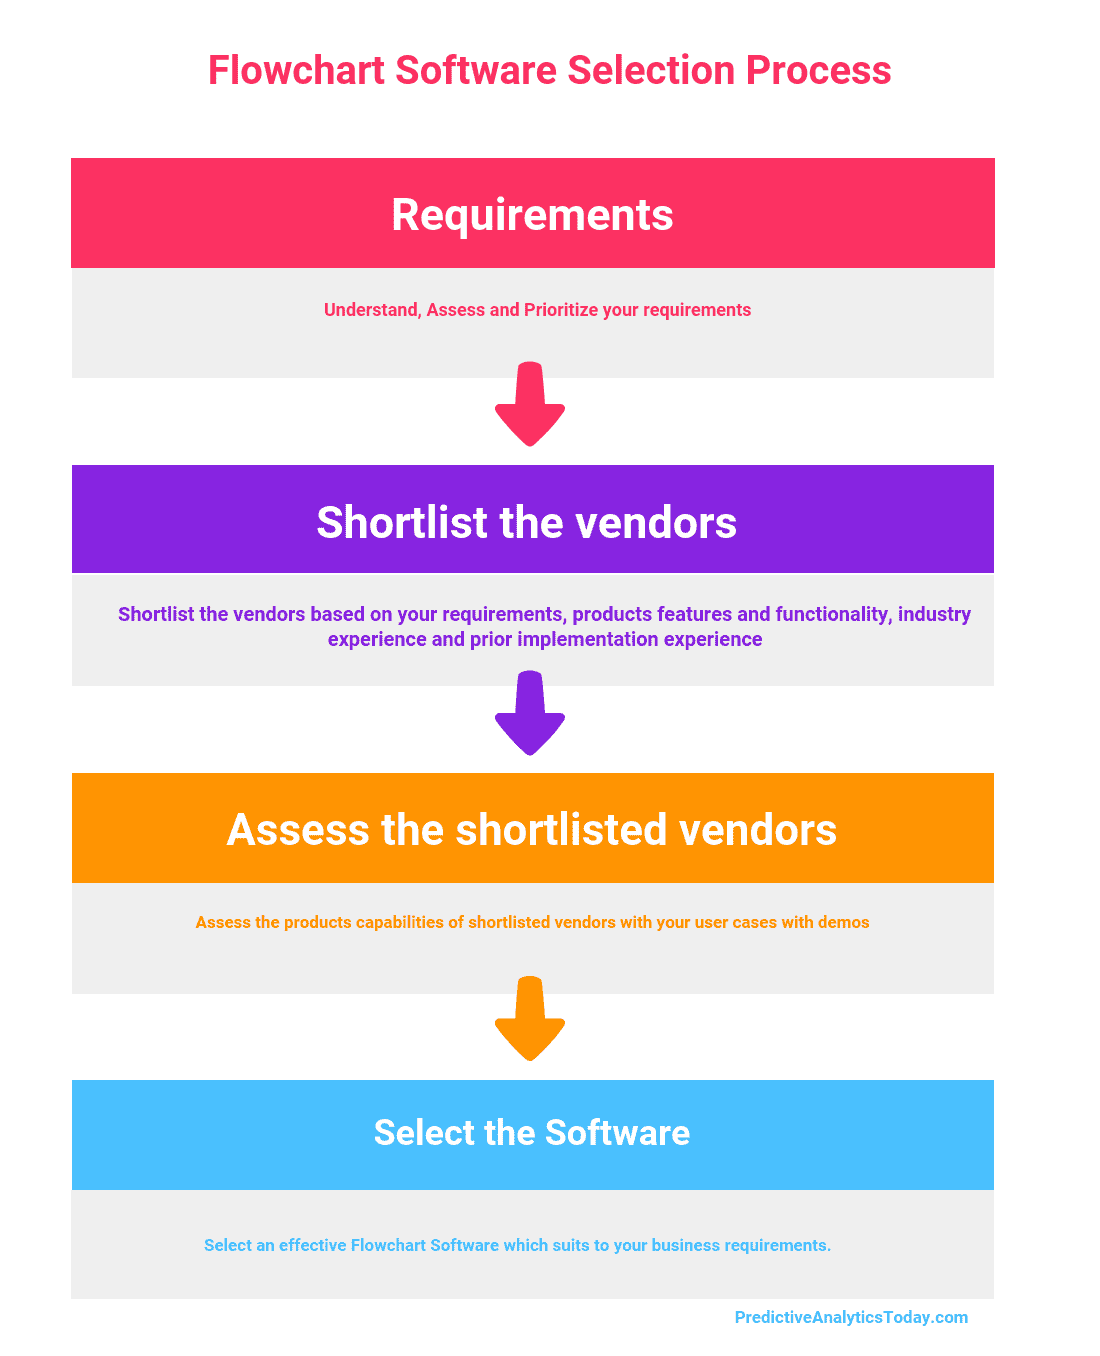 Flowchart Software Selection Process
Requirements
Understand, Assess and Prioritize your requirements
Shortlist the vendors
Shortlist the vendors based on your requirements, products features and functionality, industry
experience and prior implementation experience
Assess the shortlisted vendors
Assess the products capabilities of shortlisted vendors with your user cases with demos
Select the Software
Select an effective Flowchart Software which suits to your business requirements.
PredictiveAnalyticsToday.com